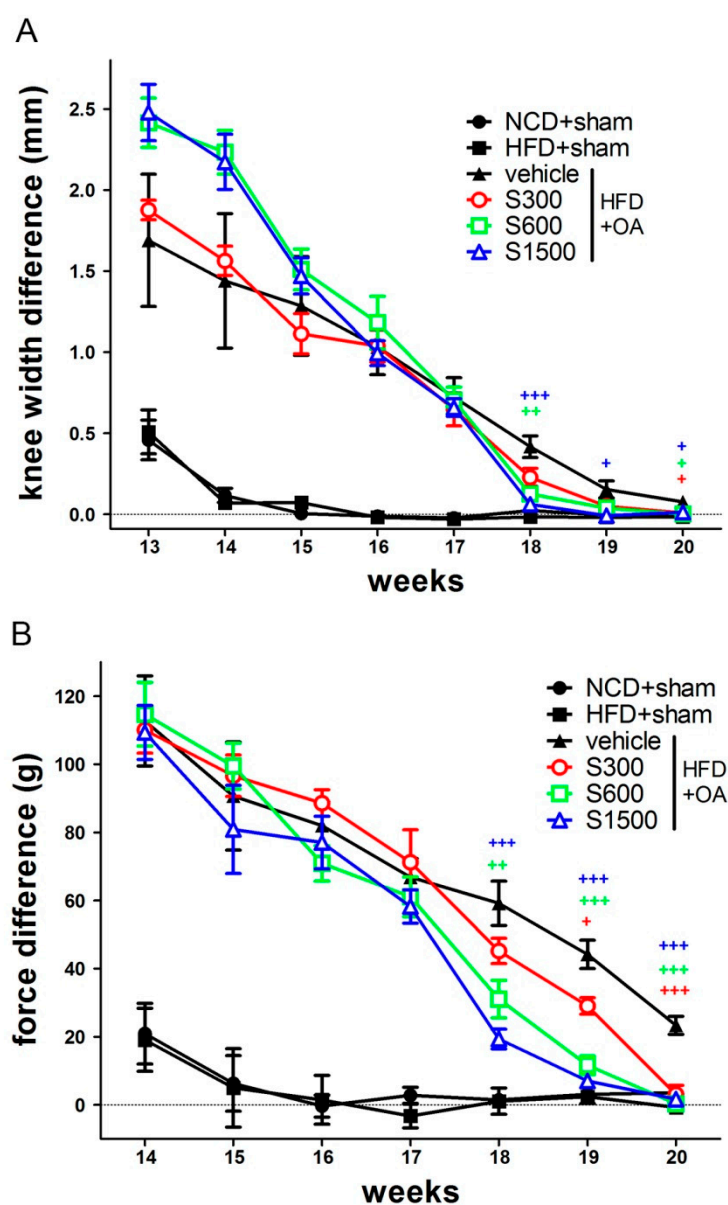 A
knee width difference (mm)
2.5
2.0
1.5
1.0
0.5
0.0
NCD+sham
HFD+sham
vehicle
S300
S600
S1500
HFD
+OA
+++
++
+
+
+
+
13 14 15 16 17 18 19 20
weeks
B
force difference (g)
120
100
80
60
40
20
0
NCD+sham
HFD+sham
vehicle
S300
S600
S1500
HFD
+OA
+++
++
+++
+++
+
+++
+++
+++
14 15 16 17 18 19 20
weeks